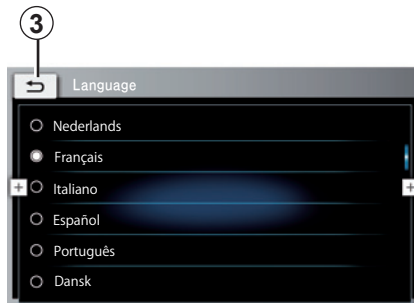 3
Language
Nederlands
Français
Italiano
Español
Português
Dansk